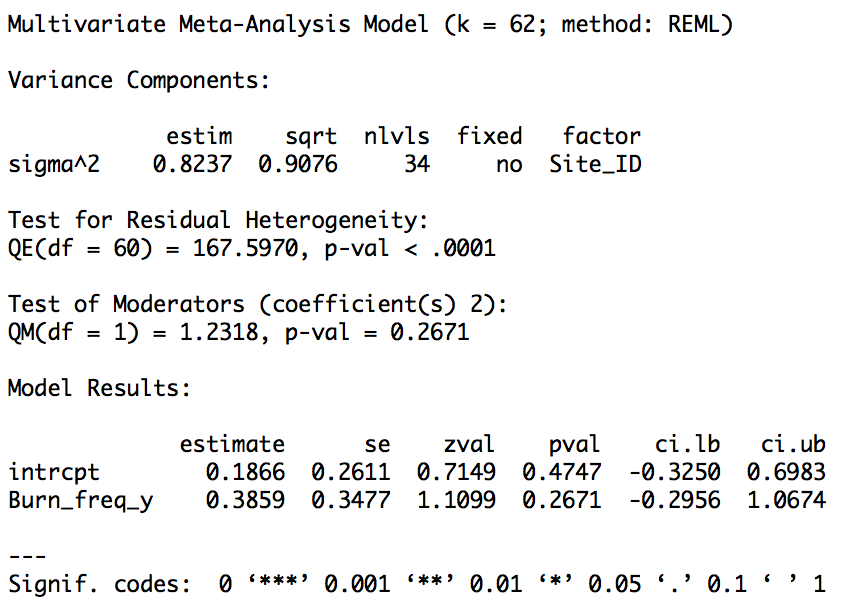 Multivariate Meta-Analysis Model (k = 62; method: REML)
Variance Components:
estim sqrt nlvls fixed factor
sigma^2 0.8237 0.9076 34 no Site_ID
Test for Residual Heterogeneity:
QE(df = 60) = 167.5970, p-val < .0001
Test of Moderators (coefficient(s) 2):
QM(df = 1) = 1.2318, p-val = 0.2671
Model Results:
estimate se zval pval ci.lb ci.ub
intrcpt 0.1866 0.2611 0.7149 0.4747 -0.3250 0.6983
Burn_freq_y 0.3859 0.3477 1.1099 0.2671 -0.2956 1.0674
---
Signif. codes: 0 ‘***’ 0.001 ‘**’ 0.01 ‘*’ 0.05 ‘.’ 0.1 ‘ ’ 1